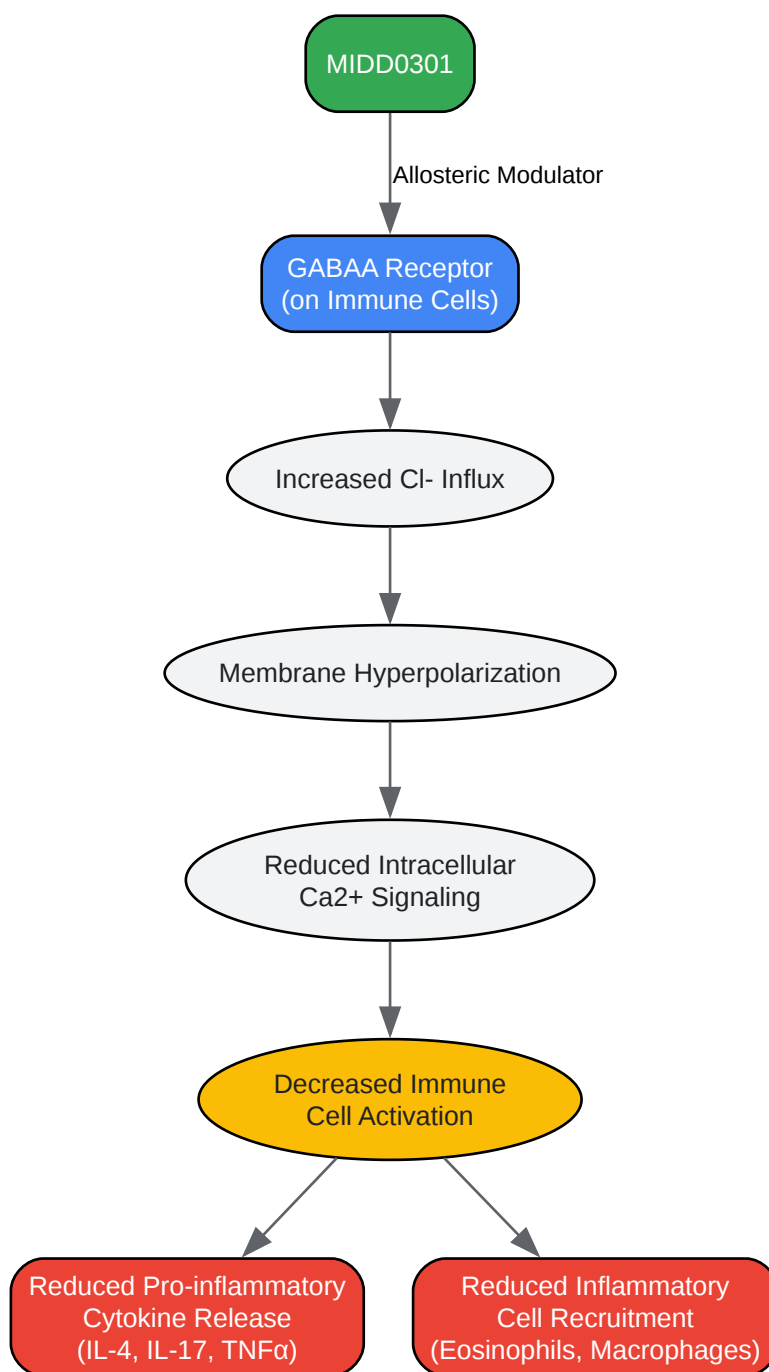 MIDD0301
Allosteric Modulator
GABAA Receptor
(on Immune Cells)
Increased Cl- Influx
Membrane Hyperpolarization
Reduced Intracellular
Ca2+ Signaling
Decreased Immune
Cell Activation
Reduced Pro-inflammatory
Cytokine Release
(IL-4, IL-17, TNFα)
Reduced Inflammatory
Cell Recruitment
(Eosinophils, Macrophages)